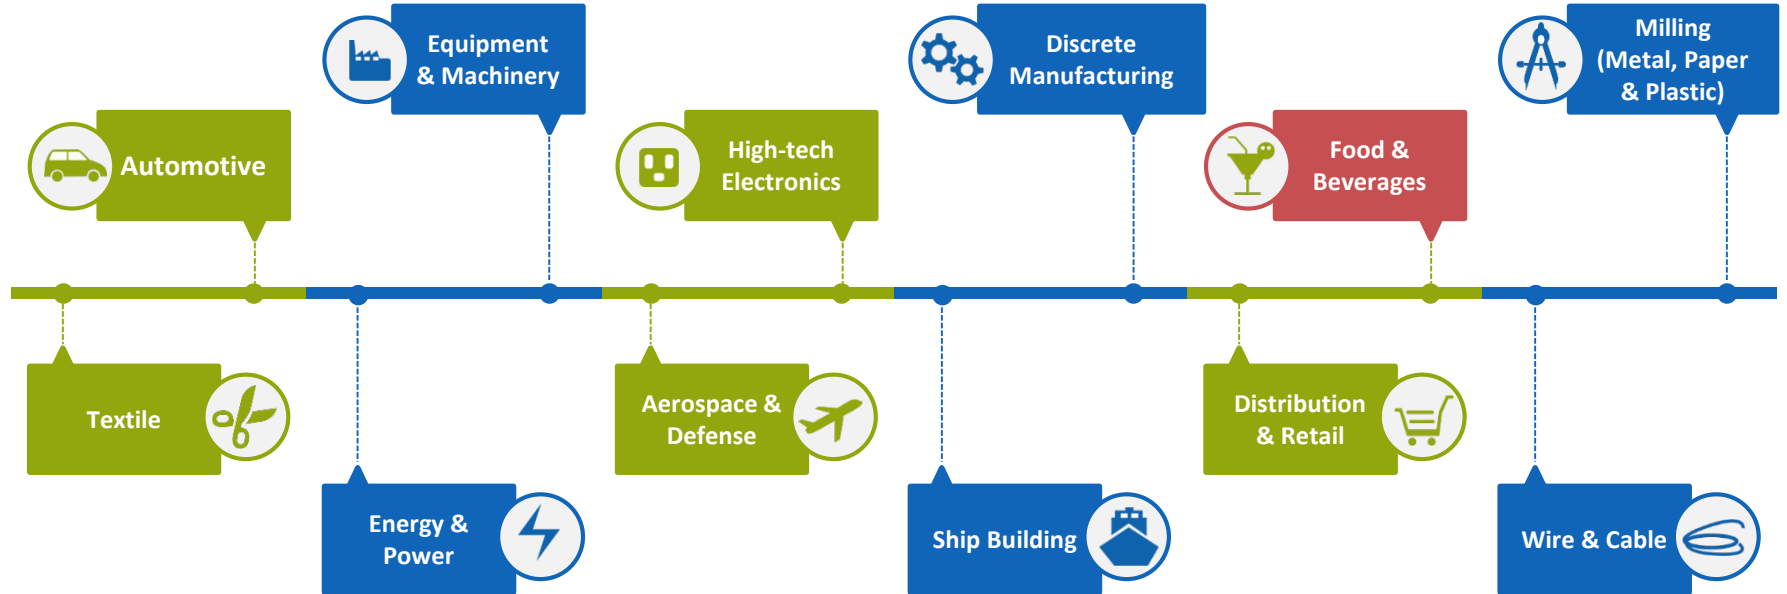 Equipment
& Machinery
Discrete
Manufacturing
Milling
(Metal, Paper
& Plastic)
Automotive
High-tech
Electronics
Food &
Beverages
Textile
Aerospace &
Defense
Distribution
& Retail
Energy &
Power
Ship Building
Wire & Cable